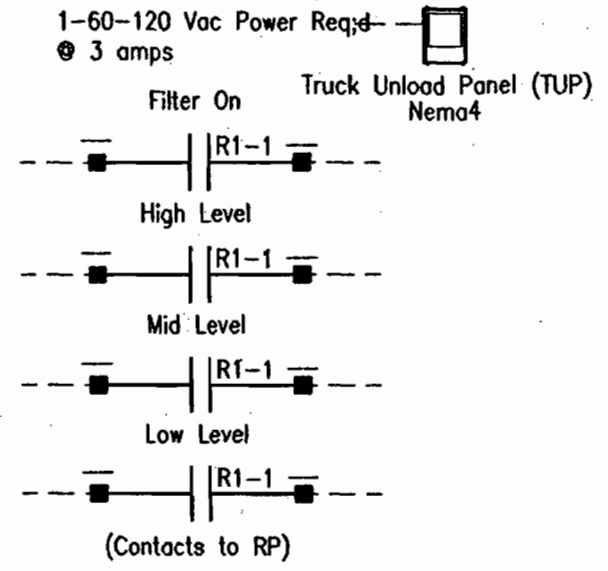 1-60-120 Vac Power Req;d
@ 3 amps
Truck Unload Panel (TUP)
Nema4
Filter On
R1-1
High Level
R1-1
Mid Level
R1-1
Low Level
R1-1
(Contacts to RP)